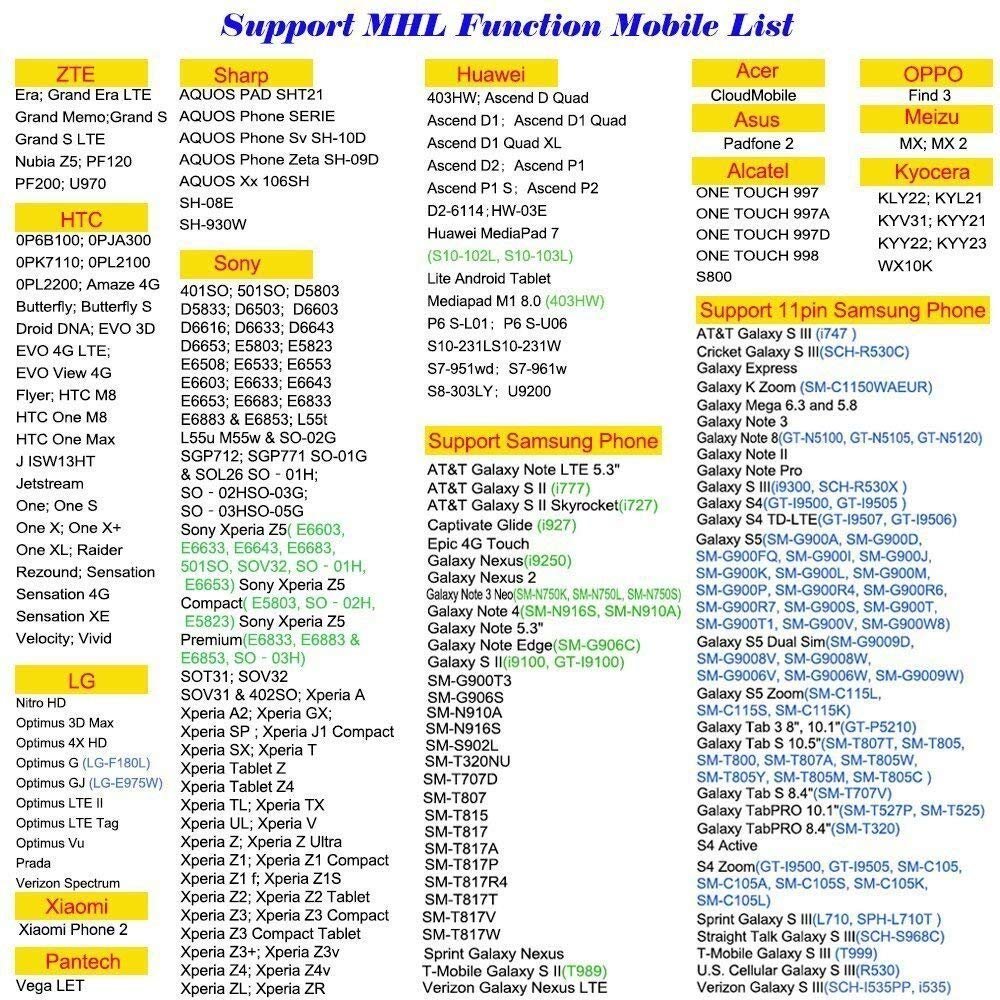 Support MHL Function Mobile List
ZTE
Era; Grand Era LTE
Grand Memo;Grand S
Grand S LTE
Nubia Z5; PF120
PF200; U970
HTC
0P6B100; 0PJA300
0PK7110; 0PL2100
0PL2200; Amaze 4G
Butterfly; Butterfly S
Droid DNA; EVO 3D
EVO 4G LTE;
EVO View 4G
Flyer; HTC M8
HTC One M8
HTC One Max
J ISW13HT
Jetstream
One; One S
One X; One X+
One XL; Raider
Rezound; Sensation
Sensation 4G
Sensation XE
Velocity; Vivid
LG
Nitro HD
Optimus 3D Max
Optimus 4X HD
Optimus G (LG-F180L)
Optimus GJ (LG-E975W)
Optimus LTE II
Optimus LTE Tag
Optimus Vu
Prada
Verizon Spectrum
Xiaomi
Xiaomi Phone 2
Pantech
Vega LET
Sharp
AQUOS PAD SHT21
AQUOS Phone SERIE
AQUOS Phone Sv SH-10D
AQUOS Phone Zeta SH-09D
AQUOS Xx 106SH
SH-08E
SH-930W
Sony
401SO; 501SO; D5803
D5833; D6503;  D6603
D6616; D6633; D6643
D6653; E5803; E5823
E6508; E6533; E6553
E6603; E6633; E6643
E6653; E6683; E6833
E6883 & E6853; L55t
L55u M55w & SO-02G
SGP712; SGP771 SO-01G
& SOL26 SO - 01H;
SO - 02HSO-03G;
SO - 03HSO-05G
Sony Xperia Z5( E6603,
E6633, E6643, E6683,
501SO, SOV32, SO - 01H,
E6653) Sony Xperia Z5
Compact( E5803, SO - 02H,
E5823) Sony Xperia Z5
Premium(E6833, E6883 &
E6853, SO - 03H)
SOT31; SOV32
SOV31 & 402SO; Xperia A
Xperia A2; Xperia GX;
Xperia SP ; Xperia J1 Compact
Xperia SX; Xperia T
Xperia Tablet Z
Xperia Tablet Z4
Xperia TL; Xperia TX
Xperia UL; Xperia V
Xperia Z; Xperia Z Ultra
Xperia Z1; Xperia Z1 Compact
Xperia Z1 f; Xperia Z1S
Xperia Z2; Xperia Z2 Tablet
Xperia Z3; Xperia Z3 Compact
Xperia Z3 Compact Tablet
Xperia Z3+; Xperia Z3v
Xperia Z4; Xperia Z4v
Xperia ZL; Xperia ZR
Huawei
403HW; Ascend D Quad
Ascend D1;  Ascend D1 Quad
Ascend D1 Quad XL
Ascend D2;  Ascend P1
Ascend P1 S;  Ascend P2
D2-6114;HW-03E
Huawei MediaPad 7
(S10-102L, S10-103L)
Lite Android Tablet
Mediapad M1 8.0 (403HW)
P6 S-L01;  P6 S-U06
S10-231LS10-231W
S7-951wd;  S7-961w
S8-303LY;  U9200
Support Samsung Phone
AT&T Galaxy Note LTE 5.3"
AT&T Galaxy S II (i777)
AT&T Galaxy S II Skyrocket(i727)
Captivate Glide (i927)
Epic 4G Touch
Galaxy Nexus(i9250)
Galaxy Nexus 2
Galaxy Note 3 Neo(SM-N750K, SM-N750L, SM-N750S)
Galaxy Note 4(SM-N916S, SM-N910A)
Galaxy Note 5.3"
Galaxy Note Edge(SM-G906C)
Galaxy S II(i9100, GT-I9100)
SM-G900T3
SM-G906S
SM-N910A
SM-N916S
SM-S902L
SM-T320NU
SM-T707D
SM-T807
SM-T815
SM-T817
SM-T817A
SM-T817P
SM-T817R4
SM-T817T
SM-T817V
SM-T817W
Sprint Galaxy Nexus
T-Mobile Galaxy S II(T989)
Verizon Galaxy Nexus LTE
Acer
CloudMobile
Asus
Padfone 2
Alcatel
ONE TOUCH 997
ONE TOUCH 997A
ONE TOUCH 997D
ONE TOUCH 998
S800
OPPO
Find 3
Meizu
MX; MX 2
Kyocera
KLY22; KYL21
KYV31; KYY21
KYY22; KYY23
WX10K
Support 11pin Samsung Phone
AT&T Galaxy S III (i747 )
Cricket Galaxy S III(SCH-R530C)
Galaxy Express
Galaxy K Zoom (SM-C1150WAEUR)
Galaxy Mega 6.3 and 5.8
Galaxy Note 3
Galaxy Note 8(GT-N5100, GT-N5105, GT-N5120)
Galaxy Note II
Galaxy Note Pro
Galaxy S III(i9300, SCH-R530X )
Galaxy S4(GT-I9500, GT-I9505 )
Galaxy S4 TD-LTE(GT-I9507, GT-I9506)
Galaxy S5(SM-G900A, SM-G900D,
SM-G900FQ, SM-G900I, SM-G900J,
SM-G900K, SM-G900L, SM-G900M,
SM-G900P, SM-G900R4, SM-G900R6,
SM-G900R7, SM-G900S, SM-G900T,
SM-G900T1, SM-G900V, SM-G900W8)
Galaxy S5 Dual Sim(SM-G9009D,
SM-G9008V, SM-G9008W,
SM-G9006V, SM-G9006W, SM-G9009W)
Galaxy S5 Zoom(SM-C115L,
SM-C115S, SM-C115K)
Galaxy Tab 3 8", 10.1"(GT-P5210)
Galaxy Tab S 10.5"(SM-T807T, SM-T805,
SM-T800, SM-T807A, SM-T805W,
SM-T805Y, SM-T805M, SM-T805C )
Galaxy Tab S 8.4"(SM-T707V)
Galaxy TabPRO 10.1"(SM-T527P, SM-T525)
Galaxy TabPRO 8.4"(SM-T320)
S4 Active
S4 Zoom(GT-I9500, GT-I9505, SM-C105,
SM-C105A, SM-C105S, SM-C105K,
SM-C105L)
Sprint Galaxy S III(L710, SPH-L710T )
Straight Talk Galaxy S III(SCH-S968C)
T-Mobile Galaxy S III (T999)
U.S. Cellular Galaxy S III(R530)
Verizon Galaxy S III(SCH-I535PP, i535)